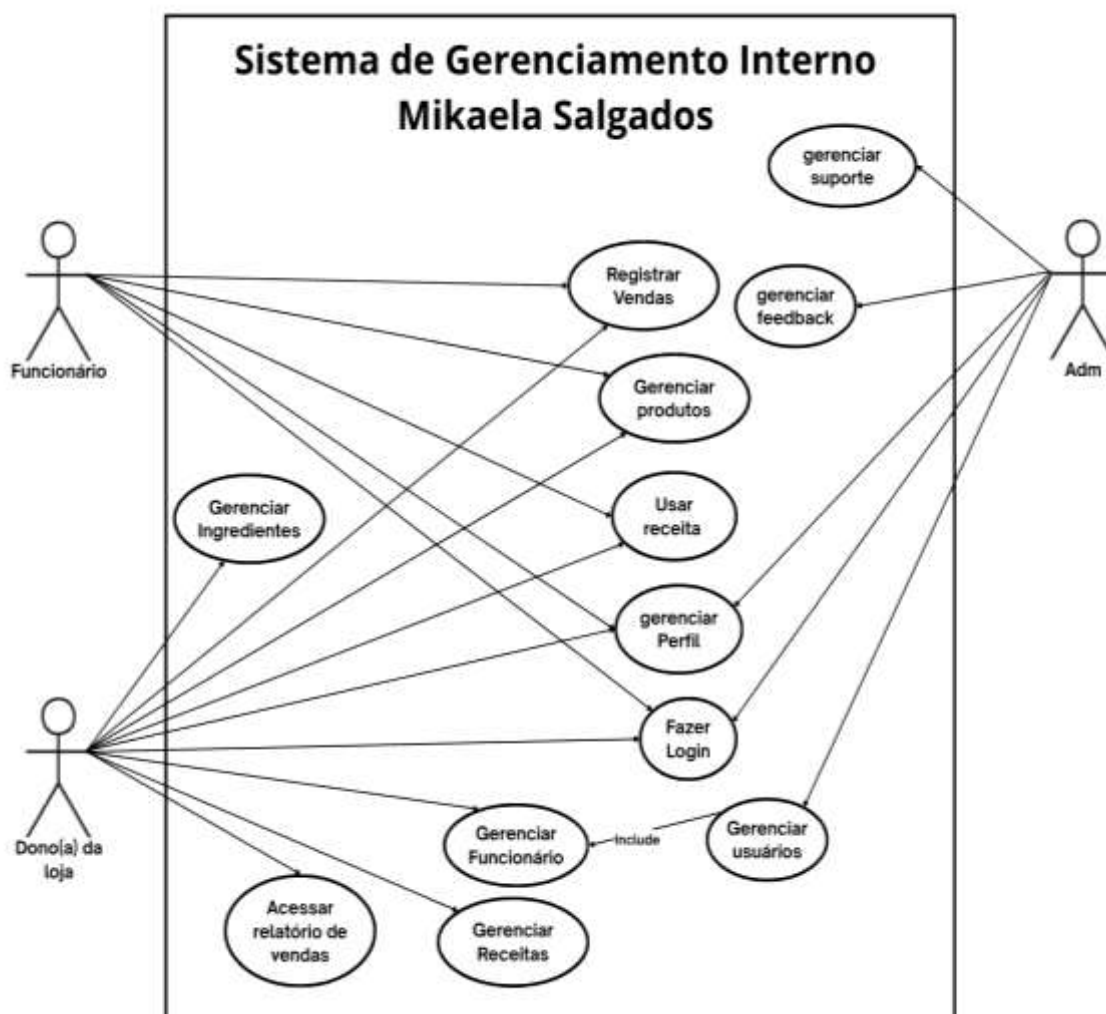 Sistema de Gerenciamento Interno
Mikaela Salgados
gerenciar
suporte
Registrar
Vendas
gerenciar
feedback
Funcionário
Adm
Gerenciar
produtos
Gerenciar
Ingredientes
Usar
receita
gerenciar
Perfil
Fazer
Login
Dono(a) da
loja
Gerenciar
Funcionário
Include
Gerenciar
usuários
Acessar
relatório de
vendas
Gerenciar
Receitas